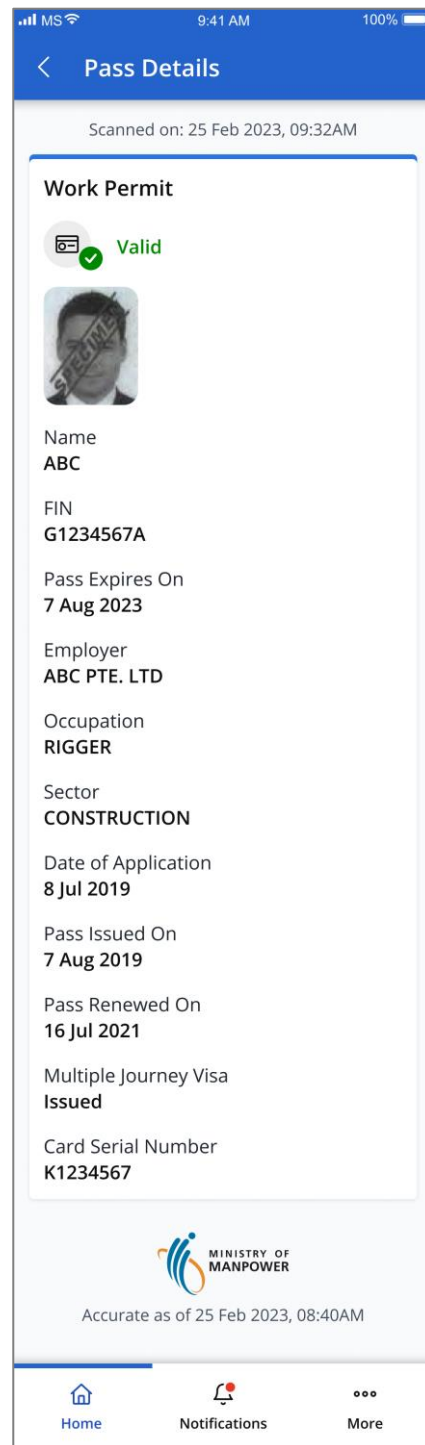 MS 9:41 AM 100%
Pass Details
Scanned on: 25 Feb 2023, 09:32AM
Work Permit
Valid
SPECIMEN
Name
ABC
FIN
G1234567A
Pass Expires On
7 Aug 2023
Employer
ABC PTE. LTD
Occupation
RIGGER
Sector
CONSTRUCTION
Date of Application
8 Jul 2019
Pass Issued On
7 Aug 2019
Pass Renewed On
16 Jul 2021
Multiple Journey Visa
Issued
Card Serial Number
K1234567
MINISTRY OF
MANPOWER
Accurate as of 25 Feb 2023, 08:40AM
Home Notifications More